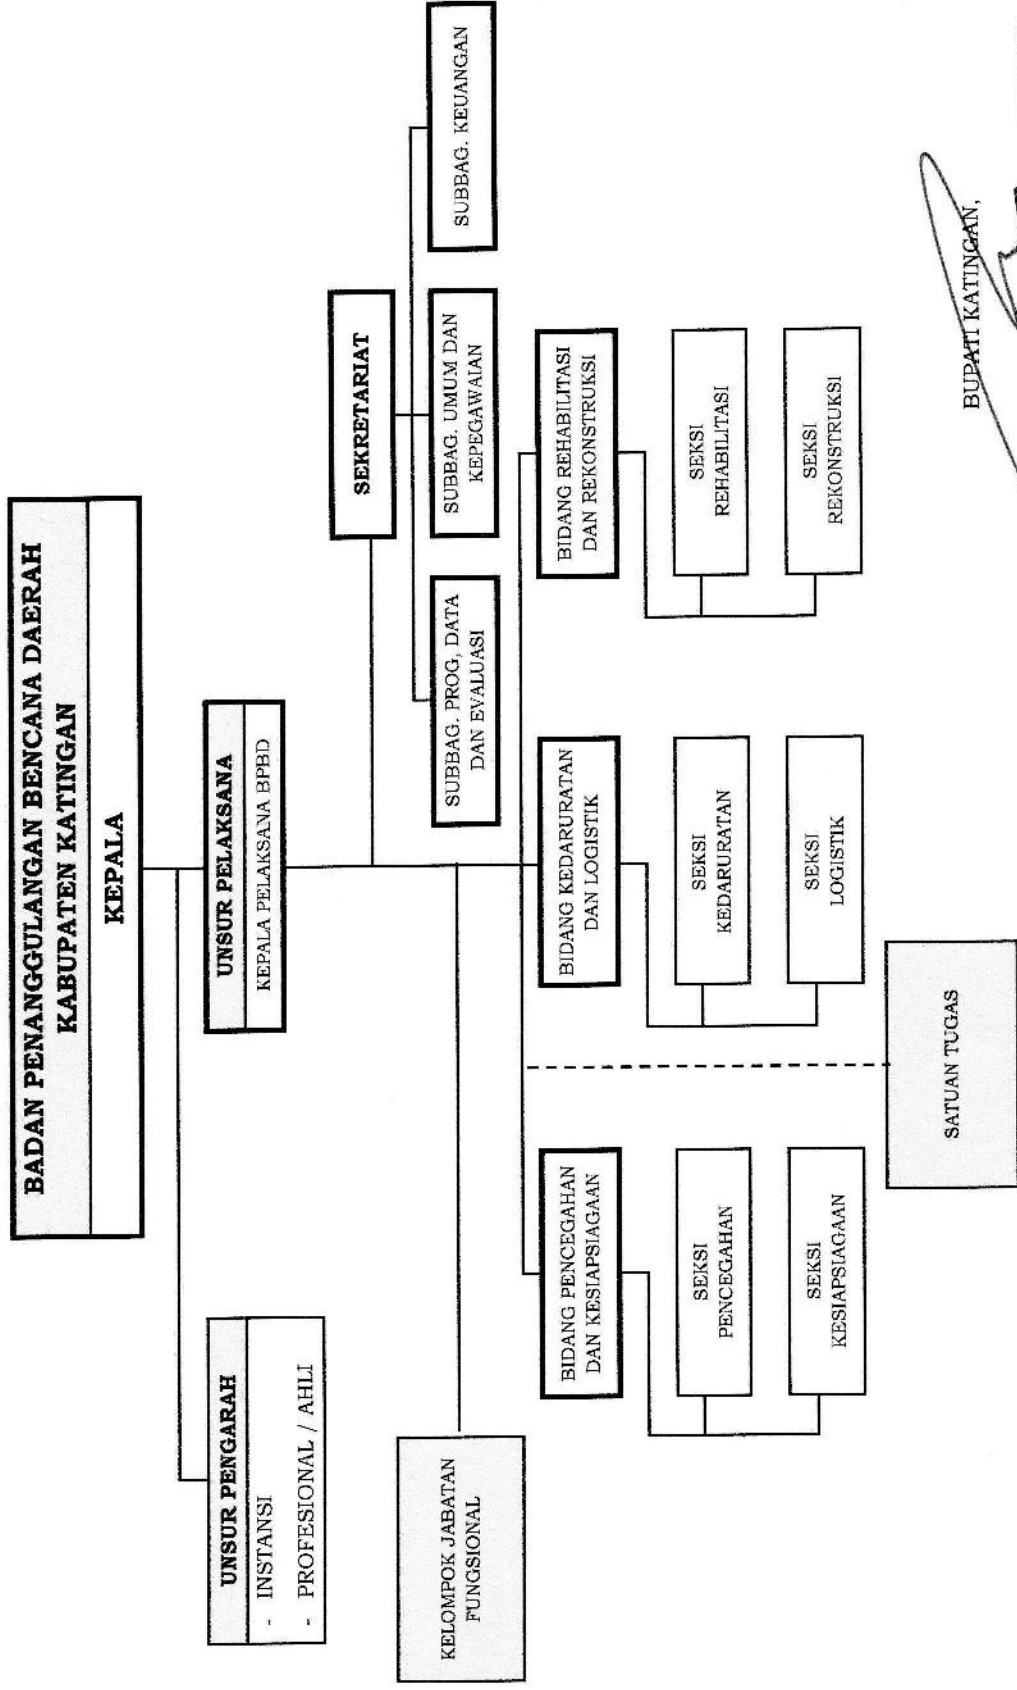 BADAN PENANGGULANGAN BENCANA DAERAH
KABUPATEN KATINGAN
KEPALA
UNSUR PENGARAH
- INSTANSI
- PROFESIONAL / AHLI
UNSUR PELAKSANA
KEPALA PELAKSANA BPBD
SEKRETARIAT
KELOMPOK JABATAN
FUNGSIONAL
SUBBAG. PROG, DATA
DAN EVALUASI
SUBBAG. UMUM DAN
KEPEGAWAIAN
SUBBAG. KEUANGAN
BIDANG PENCEGAHAN
DAN KESIAPSIAGAAN
BIDANG KEDARURATAN
DAN LOGISTIK
BIDANG REHABILITASI
DAN REKONSTRUKSI
SEKSI
PENCEGAHAN
SEKSI
KEDARURATAN
SEKSI
REHABILITASI
SEKSI
KESIAPSIAGAAN
SEKSI
LOGISTIK
SEKSI
REKONSTRUKSI
SATUAN TUGAS
BUPATI KATINGAN,